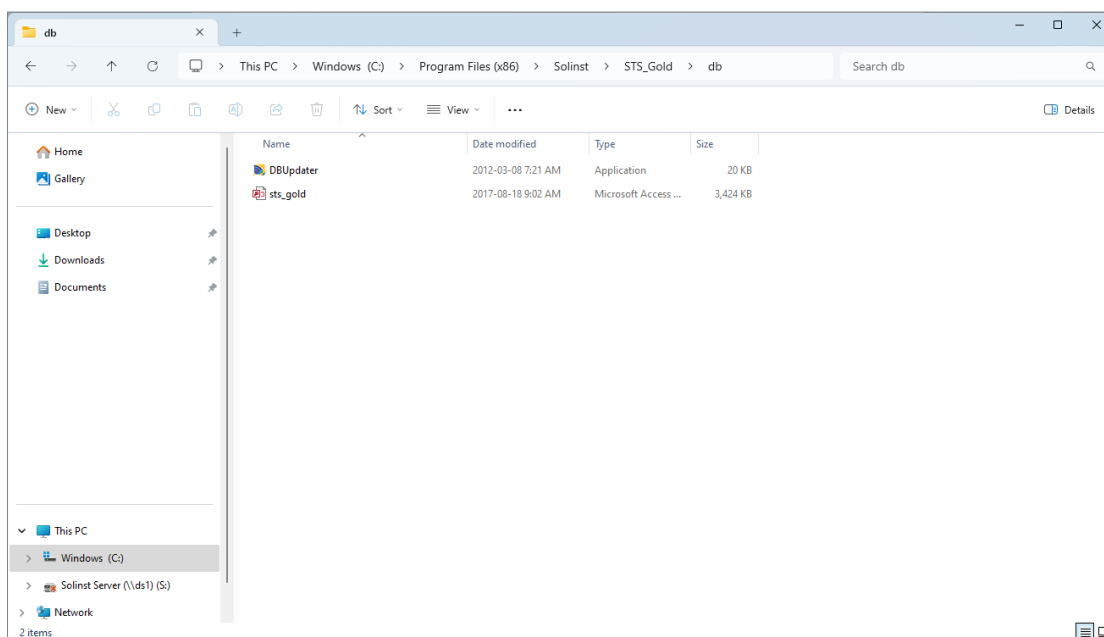 db
This PC > Windows (C:) > Program Files (x86) > Solinst > STS_Gold > db
Search db
New
Sort
View
Details
Home
Gallery
Desktop
Downloads
Documents
This PC
Windows (C:)
Solinst Server (\\ds1) (S:)
Network
Name Date modified Type Size
DBUpdater 2012-03-08 7:21 AM Application 20 KB
sts_gold 2017-08-18 9:02 AM Microsoft Access ... 3,424 KB
2 items